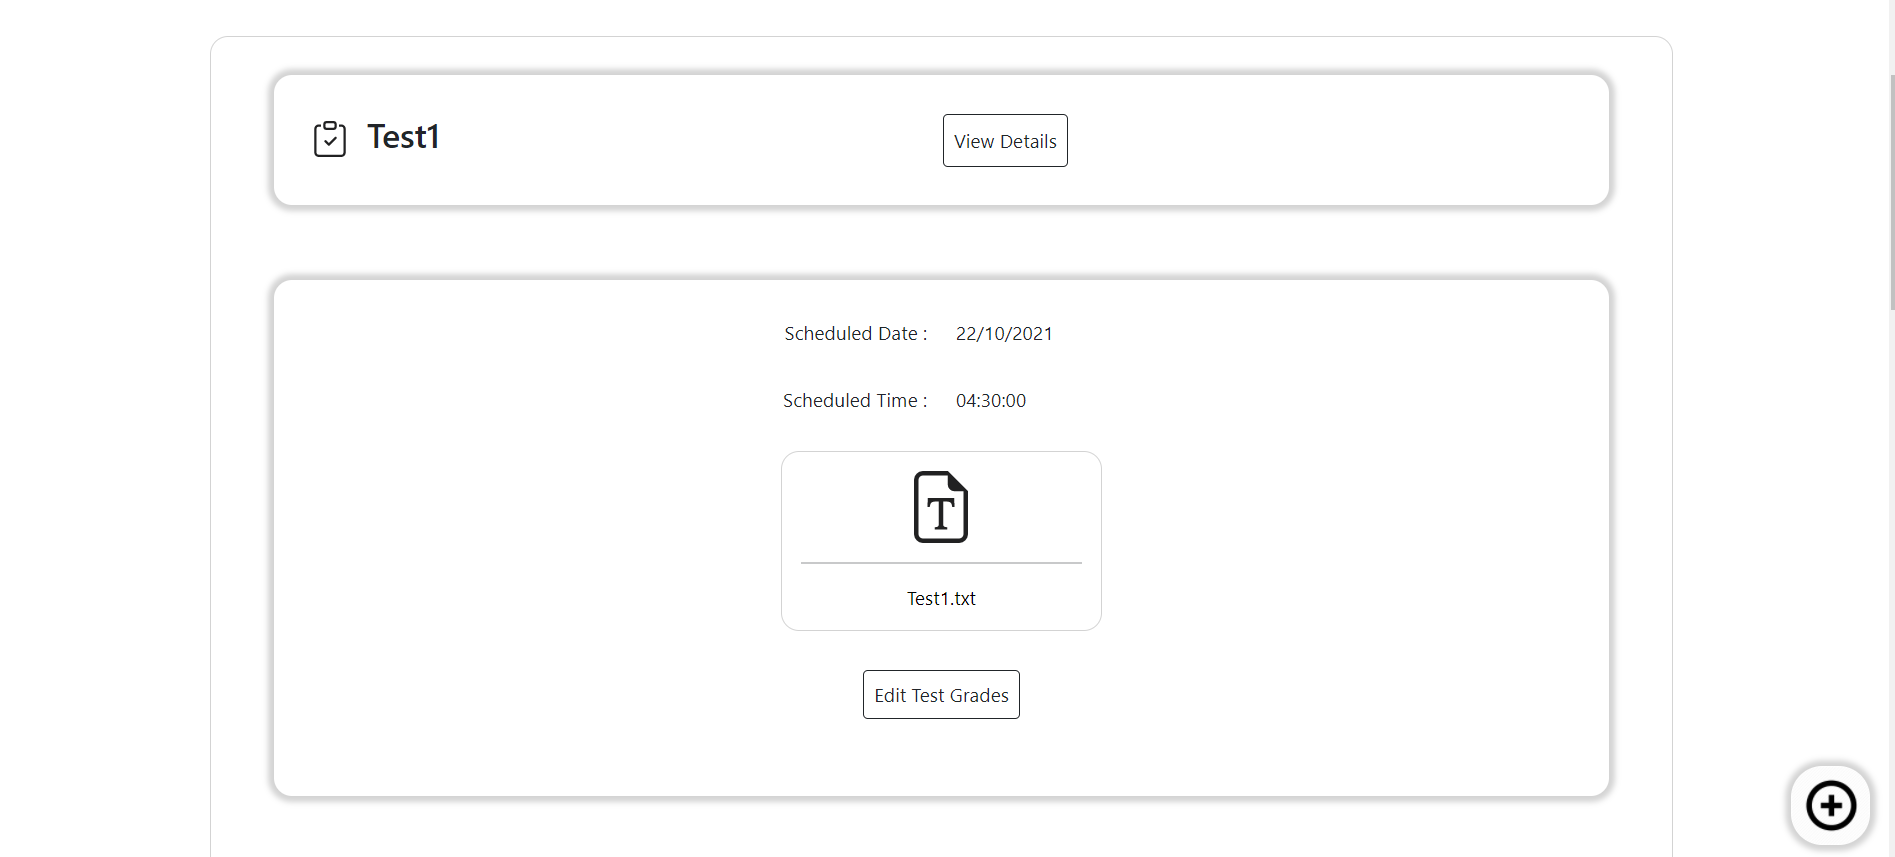 Test1
View Details
Scheduled Date : 22/10/2021
Scheduled Time : 04:30:00
T
Test1.txt
Edit Test Grades